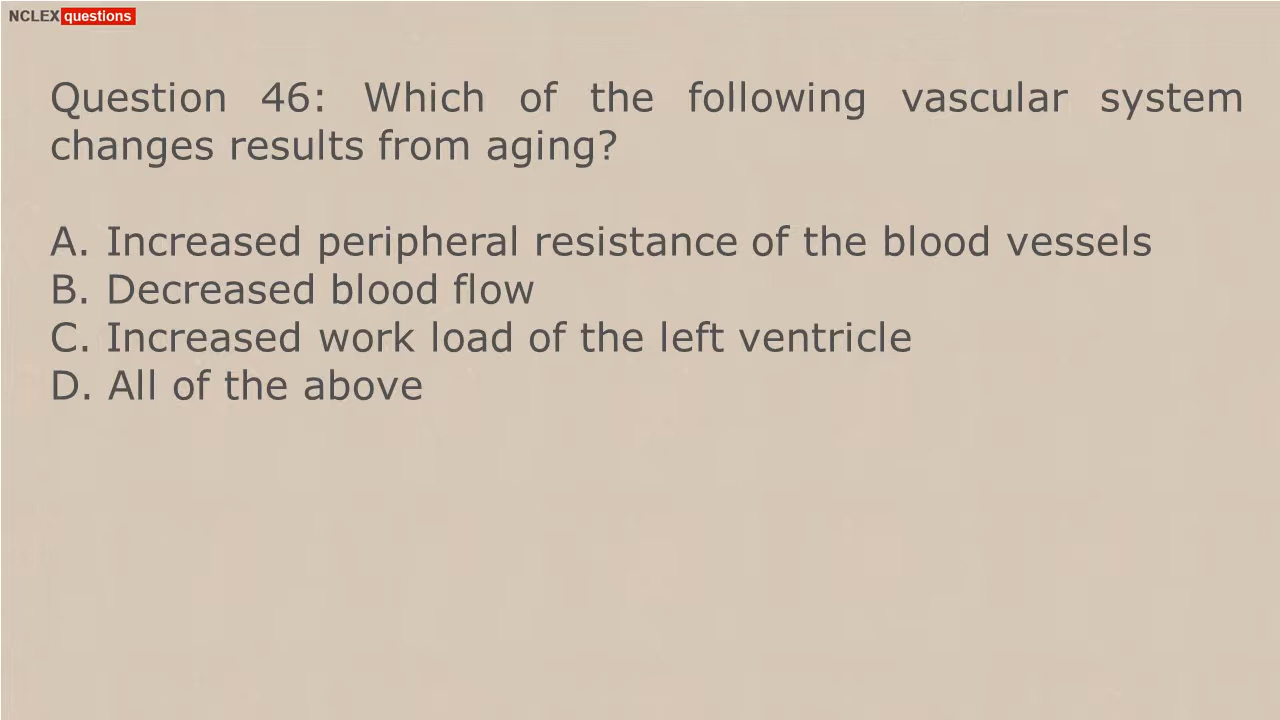 NCLEX questions
Question 46: Which of the following vascular system
changes results from aging?
A. Increased peripheral resistance of the blood vessels
B. Decreased blood flow
C. Increased work load of the left ventricle
D. All of the above